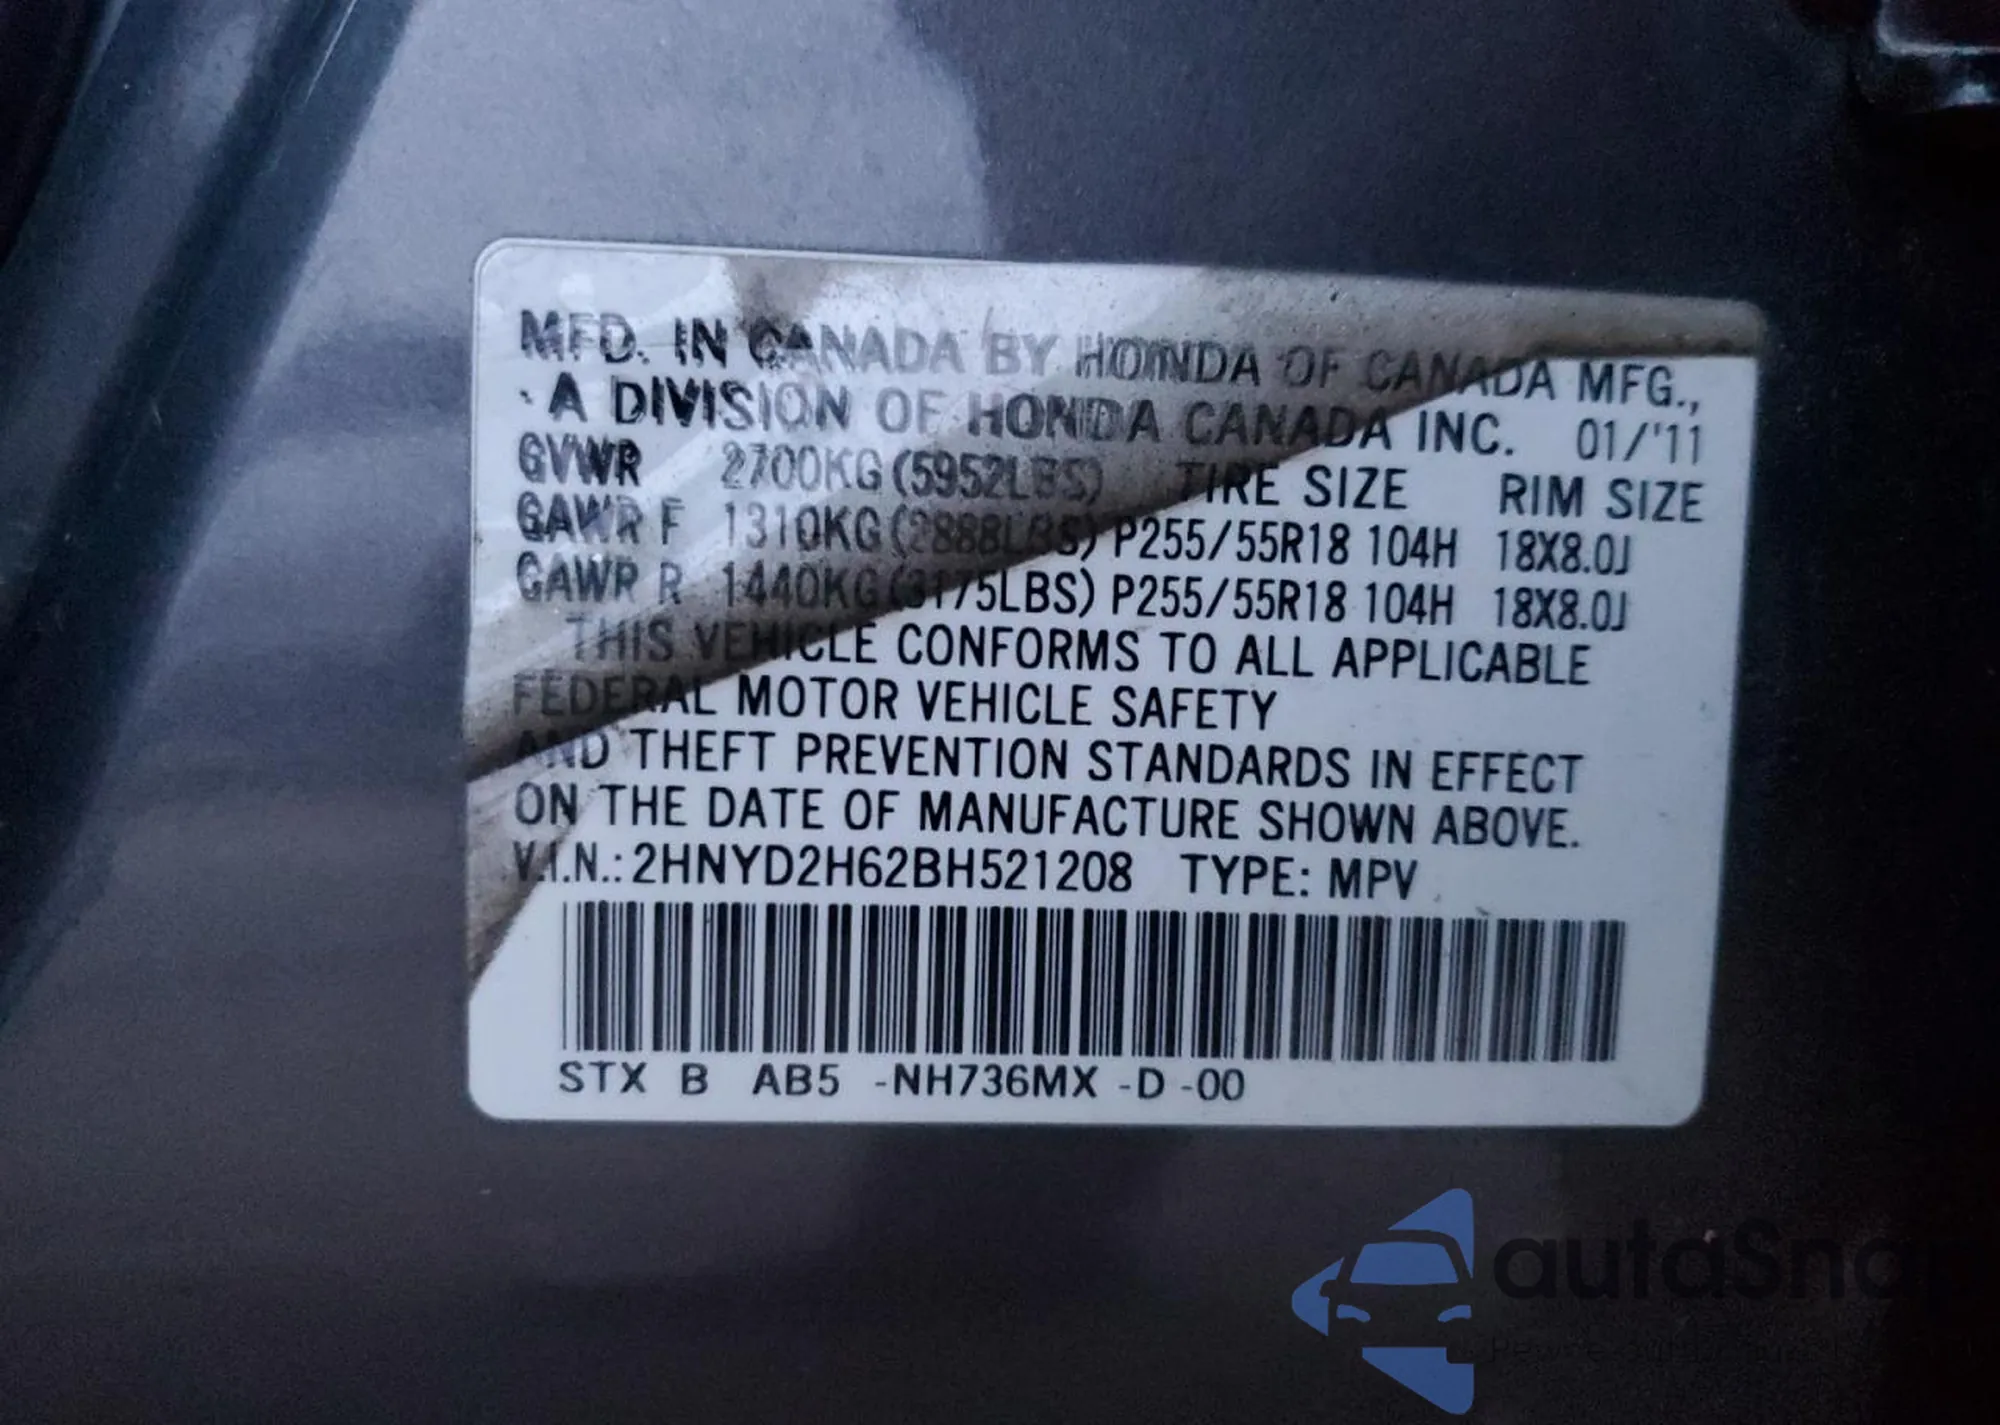 MFD. IN CANADA BY HONDA OF CANADA MFG.,
A DIVISION OF HONDA CANADA INC. 01/'11
GVWR 2700KG (5952LBS) TIRE SIZE RIM SIZE
GAWR F 1310KG (2888LBS) P255/55R18 104H 18X8.0J
GAWR R 1440KG (3175LBS) P255/55R18 104H 18X8.0J
THIS VEHICLE CONFORMS TO ALL APPLICABLE
FEDERAL MOTOR VEHICLE SAFETY
AND THEFT PREVENTION STANDARDS IN EFFECT
ON THE DATE OF MANUFACTURE SHOWN ABOVE.
V.I.N.: 2HNYD2H62BH521208 TYPE: MPV
STX B AB5 -NH736MX -D -00
autaSnap